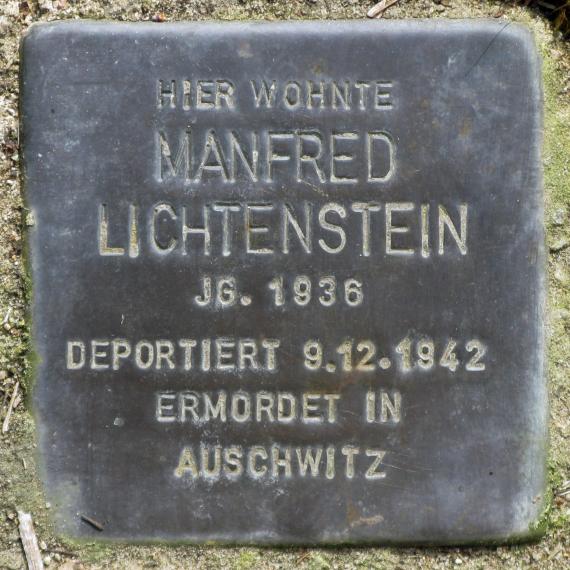 HIER WOHNTE
MANFRED
LICHTENSTEIN
JG. 1936
DEPORTIERT 9.12.1942
ERMORDET IN
AUSCHWITZ